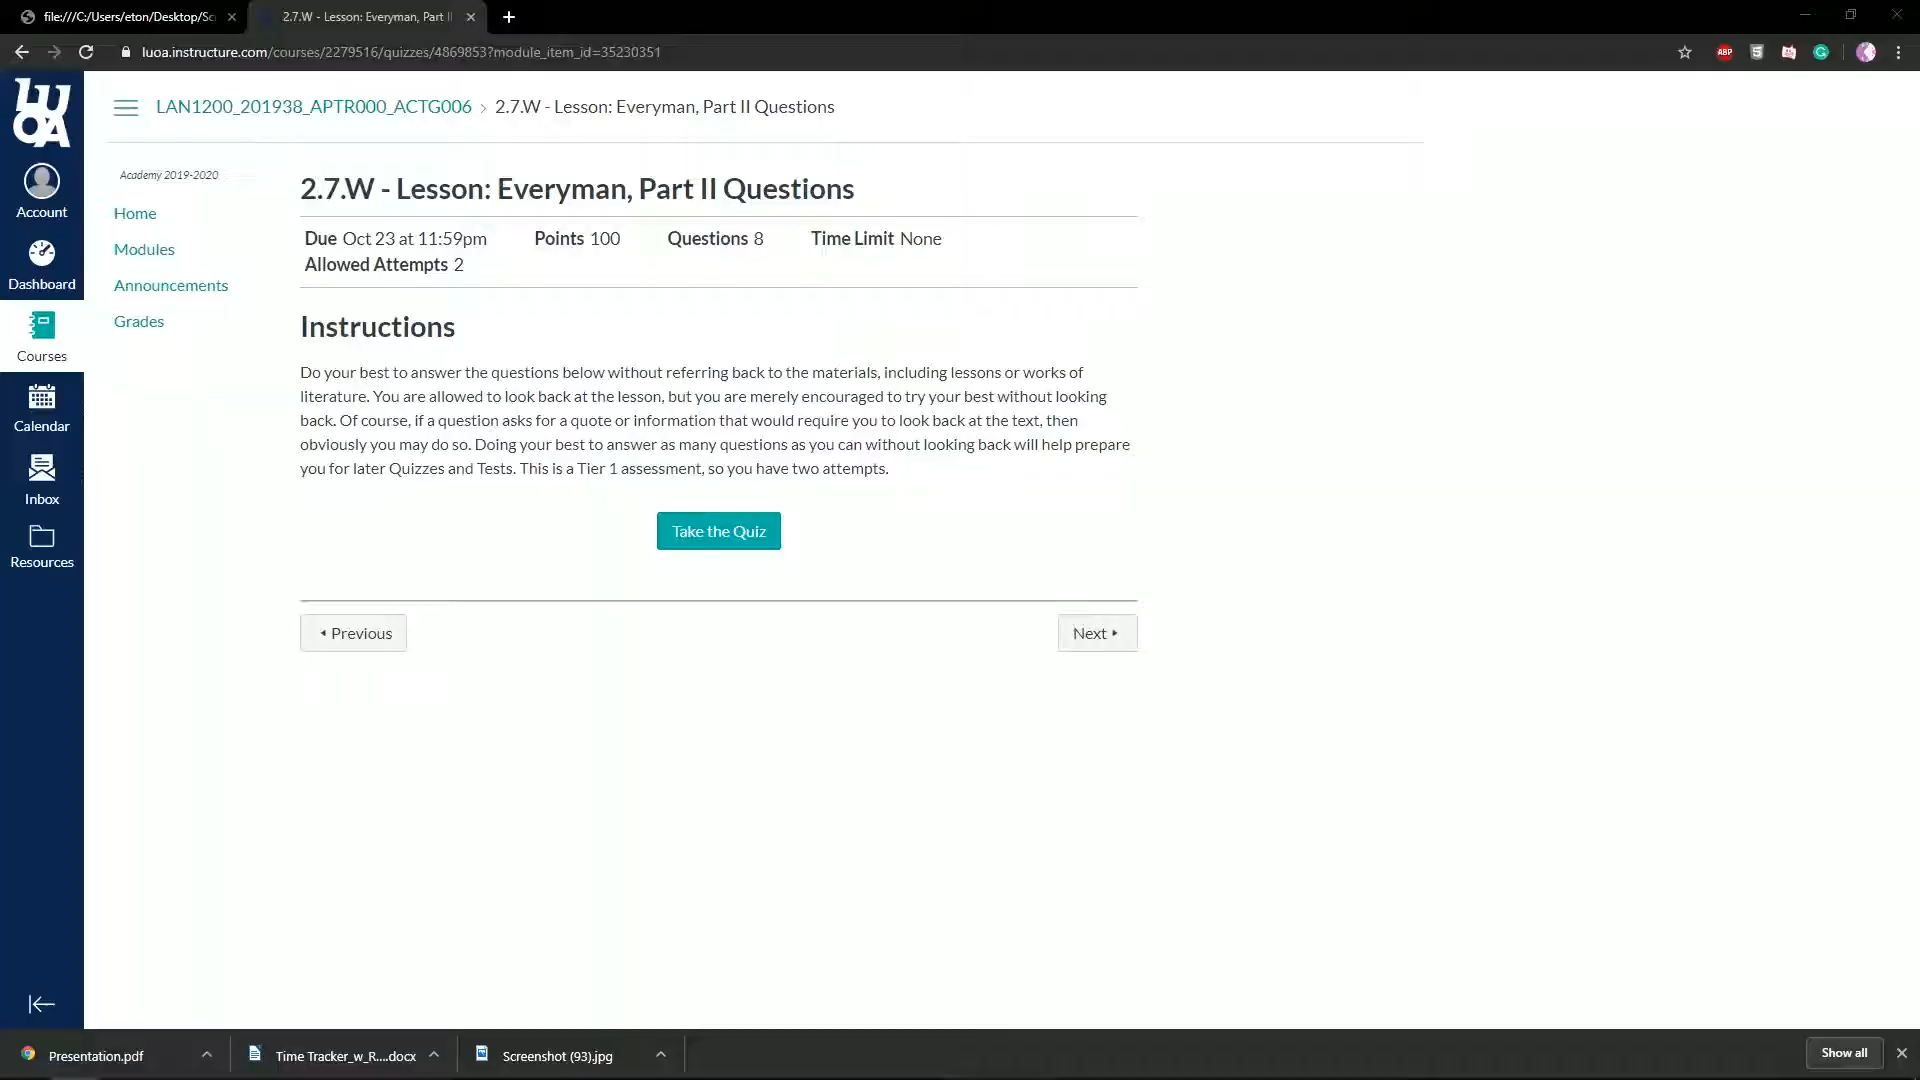 file:///C:/Users/eton/Desktop/Sc
2.7.W - Lesson: Everyman, Part II
luoa.instructure.com/courses/2279516/quizzes/4869853?module_item_id=35230351
ABP
LUOA
LAN1200_201938_APTR000_ACTG006 › 2.7.W - Lesson: Everyman, Part II Questions
Account
Dashboard
Courses
Calendar
Inbox
Resources
Academy 2019-2020
Home
Modules
Announcements
Grades
2.7.W - Lesson: Everyman, Part II Questions
Due Oct 23 at 11:59pm Points 100 Questions 8 Time Limit None
Allowed Attempts 2
Instructions
Do your best to answer the questions below without referring back to the materials, including lessons or works of
literature. You are allowed to look back at the lesson, but you are merely encouraged to try your best without looking
back. Of course, if a question asks for a quote or information that would require you to look back at the text, then
obviously you may do so. Doing your best to answer as many questions as you can without looking back will help prepare
you for later Quizzes and Tests. This is a Tier 1 assessment, so you have two attempts.
Take the Quiz
Previous
Next
Presentation.pdf
Time Tracker_w_R....docx
Screenshot (93).jpg
Show all